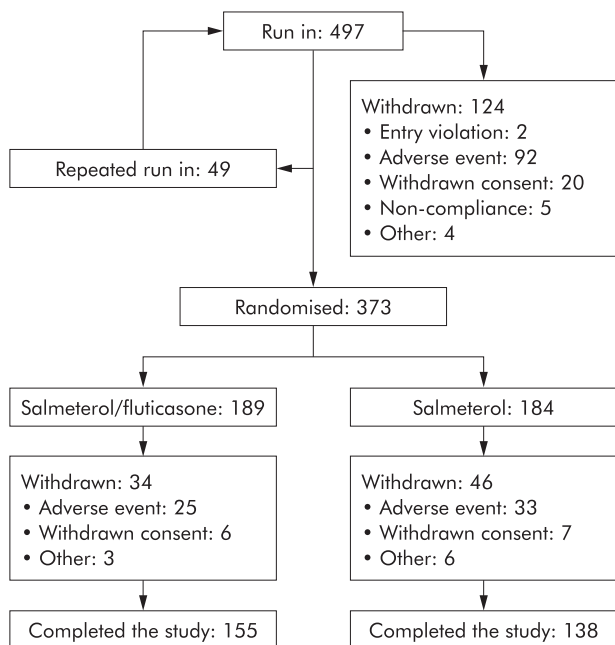 Run in: 497
Withdrawn: 124
• Entry violation: 2
• Adverse event: 92
• Withdrawn consent: 20
• Non-compliance: 5
• Other: 4
Repeated run in: 49
Randomised: 373
Salmeterol/fluticasone: 189
Salmeterol: 184
Withdrawn: 34
• Adverse event: 25
• Withdrawn consent: 6
• Other: 3
Withdrawn: 46
• Adverse event: 33
• Withdrawn consent: 7
• Other: 6
Completed the study: 155
Completed the study: 138